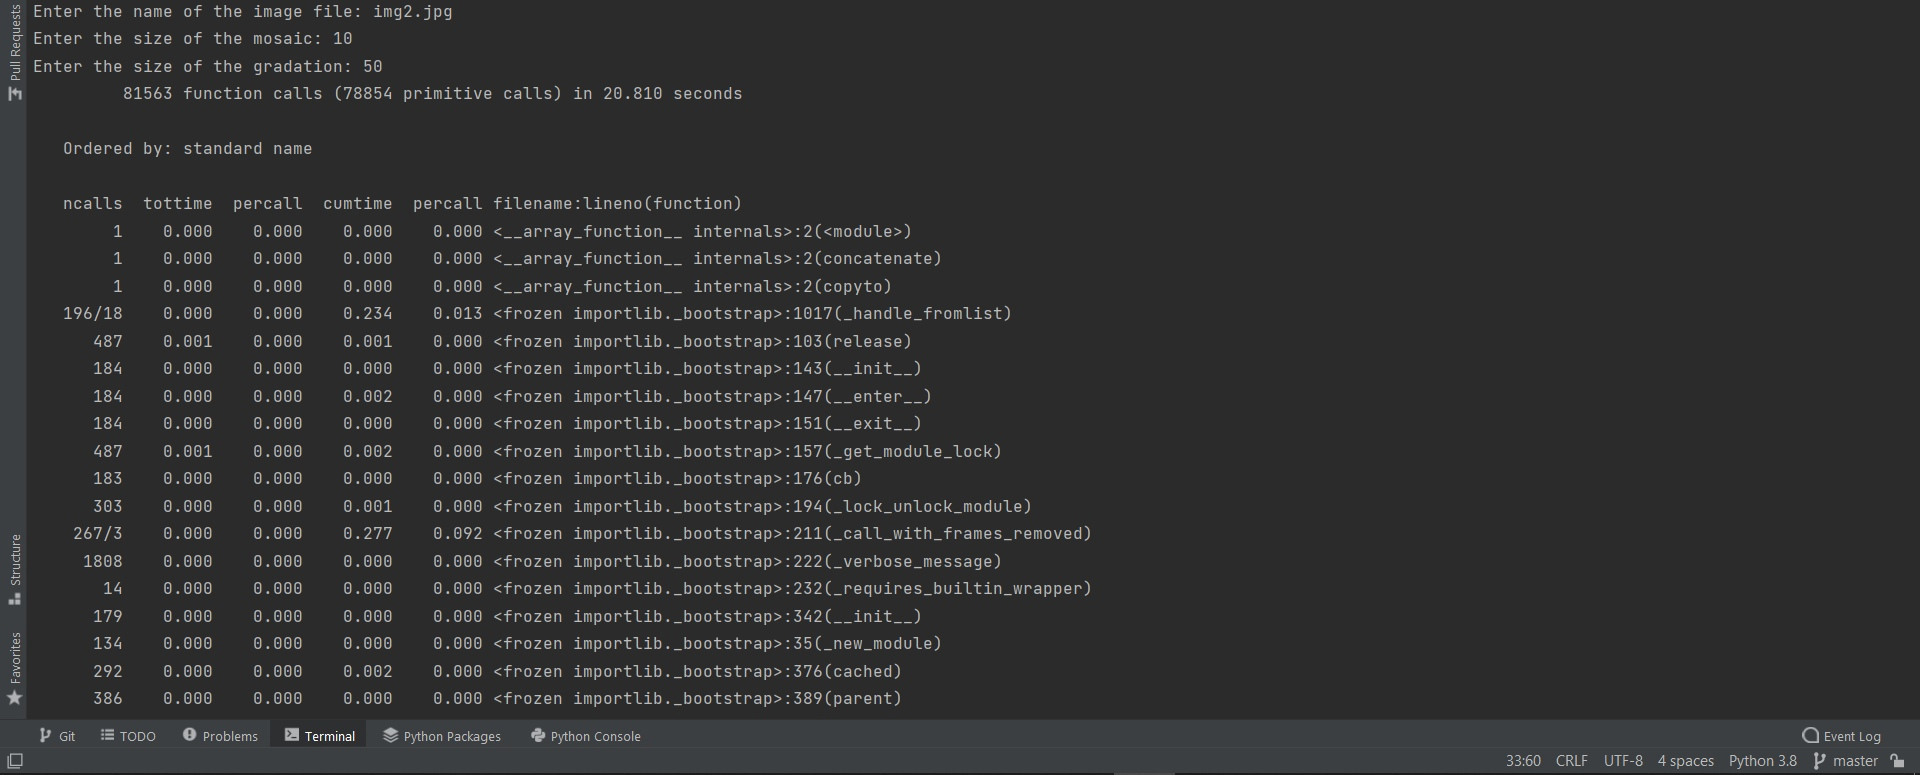 Enter the name of the image file: img2.jpg
Enter the size of the mosaic: 10
Enter the size of the gradation: 50
81563 function calls (78854 primitive calls) in 20.810 seconds
Ordered by: standard name
ncalls tottime percall cumtime percall filename:lineno(function)
1 0.000 0.000 0.000 0.000 <__array_function__ internals>:2(<module>)
1 0.000 0.000 0.000 0.000 <__array_function__ internals>:2(concatenate)
1 0.000 0.000 0.000 0.000 <__array_function__ internals>:2(copyto)
196/18 0.000 0.000 0.234 0.013 <frozen importlib._bootstrap>:1017(_handle_fromlist)
487 0.001 0.000 0.001 0.000 <frozen importlib._bootstrap>:103(release)
184 0.000 0.000 0.000 0.000 <frozen importlib._bootstrap>:143(__init__)
184 0.000 0.000 0.002 0.000 <frozen importlib._bootstrap>:147(__enter__)
184 0.000 0.000 0.000 0.000 <frozen importlib._bootstrap>:151(__exit__)
487 0.001 0.000 0.002 0.000 <frozen importlib._bootstrap>:157(_get_module_lock)
183 0.000 0.000 0.000 0.000 <frozen importlib._bootstrap>:176(cb)
303 0.000 0.000 0.001 0.000 <frozen importlib._bootstrap>:194(_lock_unlock_module)
267/3 0.000 0.000 0.277 0.092 <frozen importlib._bootstrap>:211(_call_with_frames_removed)
1808 0.000 0.000 0.000 0.000 <frozen importlib._bootstrap>:222(_verbose_message)
14 0.000 0.000 0.000 0.000 <frozen importlib._bootstrap>:232(_requires_builtin_wrapper)
179 0.000 0.000 0.000 0.000 <frozen importlib._bootstrap>:342(__init__)
134 0.000 0.000 0.000 0.000 <frozen importlib._bootstrap>:35(_new_module)
292 0.000 0.000 0.002 0.000 <frozen importlib._bootstrap>:376(cached)
386 0.000 0.000 0.000 0.000 <frozen importlib._bootstrap>:389(parent)
Pull Requests
Structure
Favorites
Git TODO Problems Terminal Python Packages Python Console Event Log
33:60 CRLF UTF-8 4 spaces Python 3.8 master